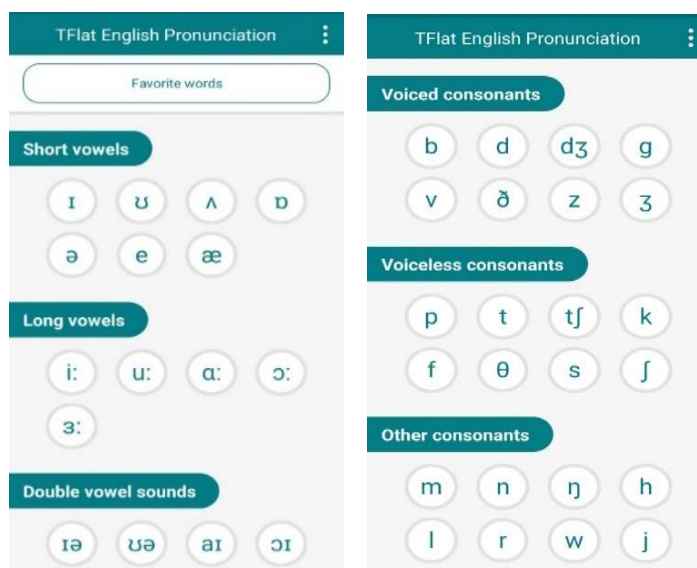 TFlat English Pronunciation
Favorite words
Short vowels
ɪ ʊ ʌ ɒ
ə e æ
Long vowels
i: u: ɑ: ɔ:
ɜ:
Double vowel sounds
ɪə ʊə aɪ ɔɪ
TFlat English Pronunciation
Voiced consonants
b d dʒ g
v ð z ʒ
Voiceless consonants
p t tʃ k
f θ s ʃ
Other consonants
m n ŋ h
l r w j